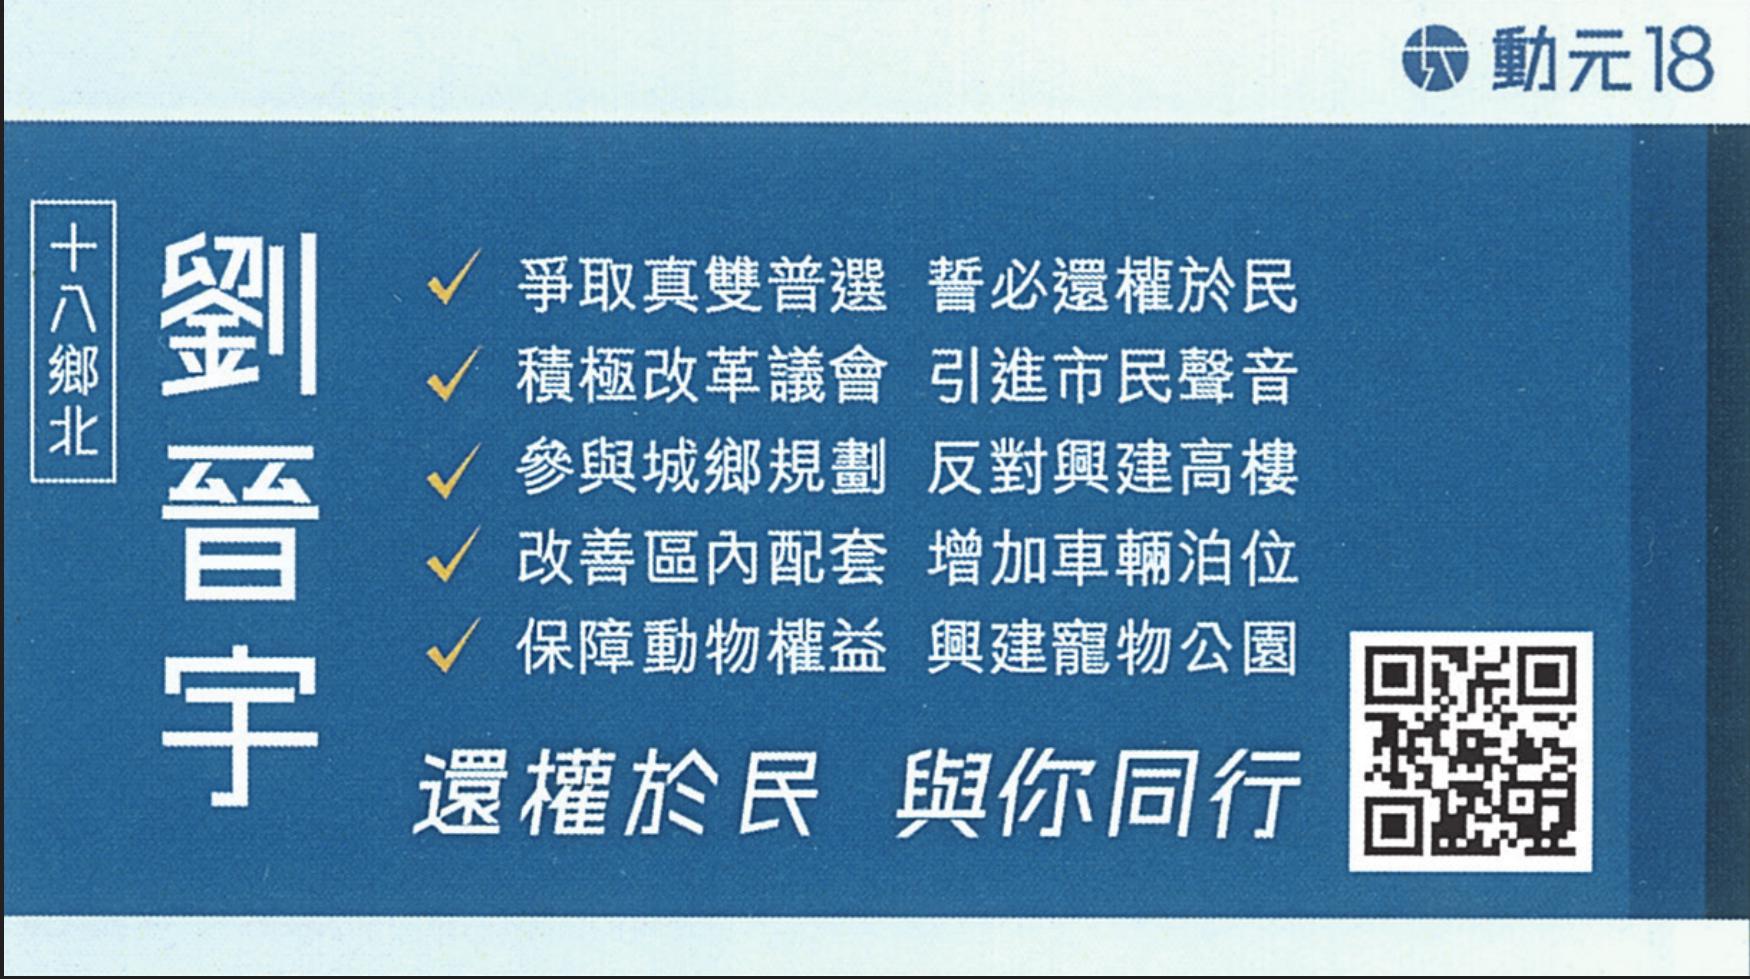 動元18
十八鄉北
劉晉宇
爭取真雙普選 誓必還權於民
積極改革議會 引進市民聲音
參與城鄉規劃 反對興建高樓
改善區內配套 增加車輛泊位
保障動物權益 興建寵物公園
還權於民 與你同行